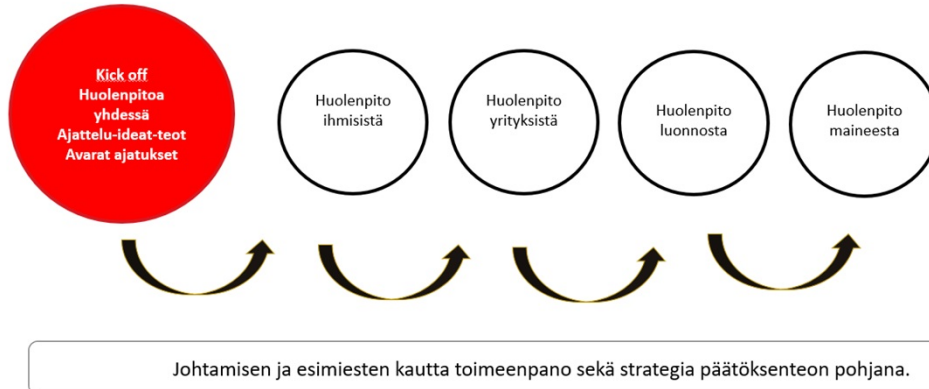 Kick off
Huolenpitoa
yhdessä
Ajattelu-ideat-teot
Avarat ajatukset
Huolenpito
ihmisistä
Huolenpito
yrityksistä
Huolenpito
luonnosta
Huolenpito
maineesta
Johtamisen ja esimiesten kautta toimeenpano sekä strategia päätöksenteon pohjana.